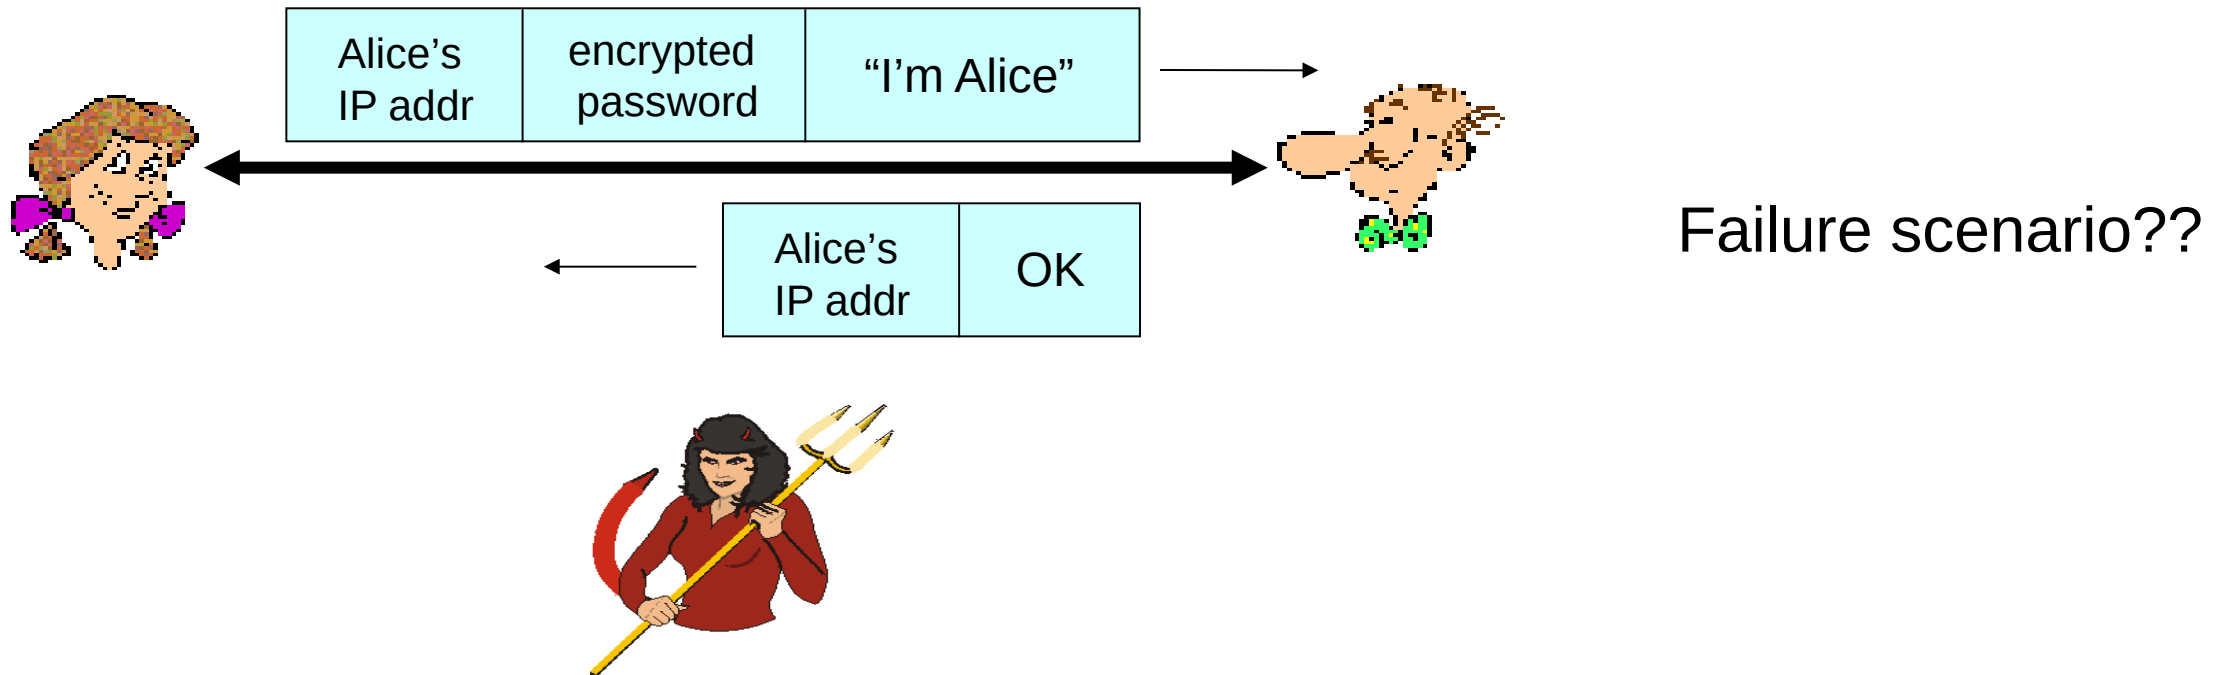 Alice’s
IP addr
encrypted
password
“I’m Alice”
Alice’s
IP addr
OK
Failure scenario??